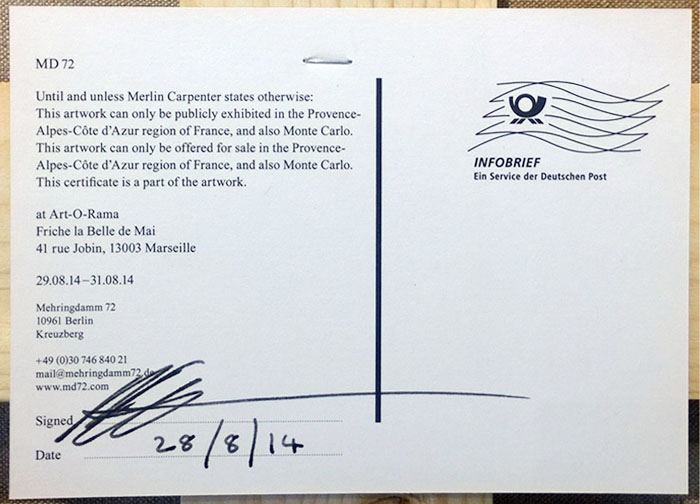 MD 72
Until and unless Merlin Carpenter states otherwise:
This artwork can only be publicly exhibited in the Provence-
Alpes-Côte d’Azur region of France, and also Monte Carlo.
This artwork can only be offered for sale in the Provence-
Alpes-Côte d’Azur region of France, and also Monte Carlo.
This certificate is a part of the artwork.
at Art-O-Rama
Friche la Belle de Mai
41 rue Jobin, 13003 Marseille
29.08.14–31.08.14
Mehringdamm 72
10961 Berlin
Kreuzberg
+49 (0)30 746 840 21
mail@mehringdamm72.de
www.md72.com
Signed
Date 28/8/14
INFOBRIEF
Ein Service der Deutschen Post